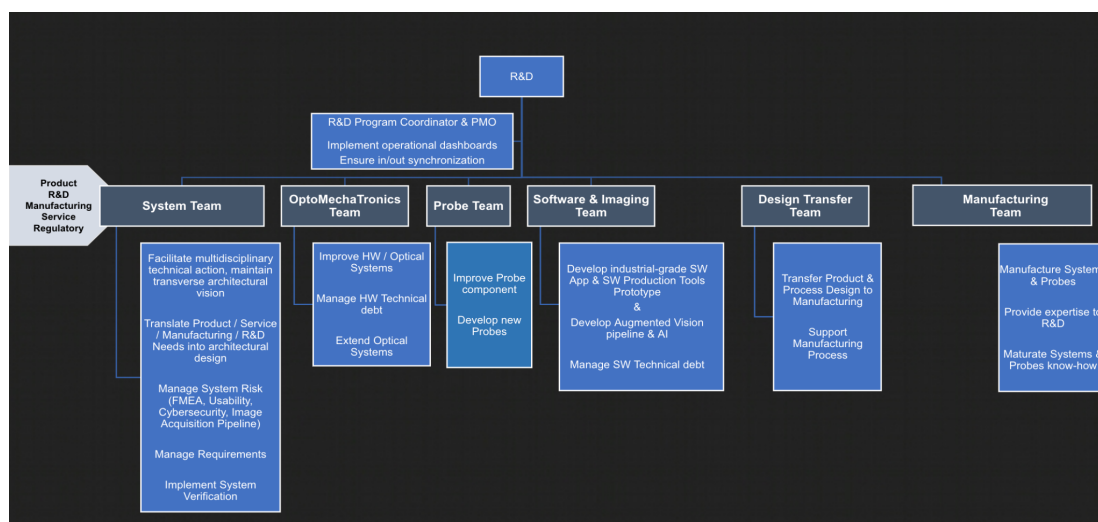 R&D
R&D Program Coordinator & PMO
Implement operational dashboards
Ensure in/out synchronization
Product
R&D
Manufacturing
Service
Regulatory
System Team
OptoMechaTronics
Team
Probe Team
Software & Imaging
Team
Design Transfer
Team
Manufacturing
Team
Facilitate multidisciplinary
technical action, maintain
transverse architectural
vision
Translate Product / Service
/ Manufacturing / R&D
Needs into architectural
design
Manage System Risk
(FMEA, Usability,
Cybersecurity, Image
Acquisition Pipeline)
Manage Requirements
Implement System
Verification
Improve HW / Optical
Systems
Manage HW Technical
debt
Extend Optical
Systems
Improve Probe
component
Develop new
Probes
Develop industrial-grade SW
App & SW Production Tools
Prototype
&
Develop Augmented Vision
pipeline & AI
Manage SW Technical debt
Transfer Product &
Process Design to
Manufacturing
Support
Manufacturing
Process
Manufacture System
& Probes
Provide expertise to
R&D
Maturate Systems &
Probes know-how